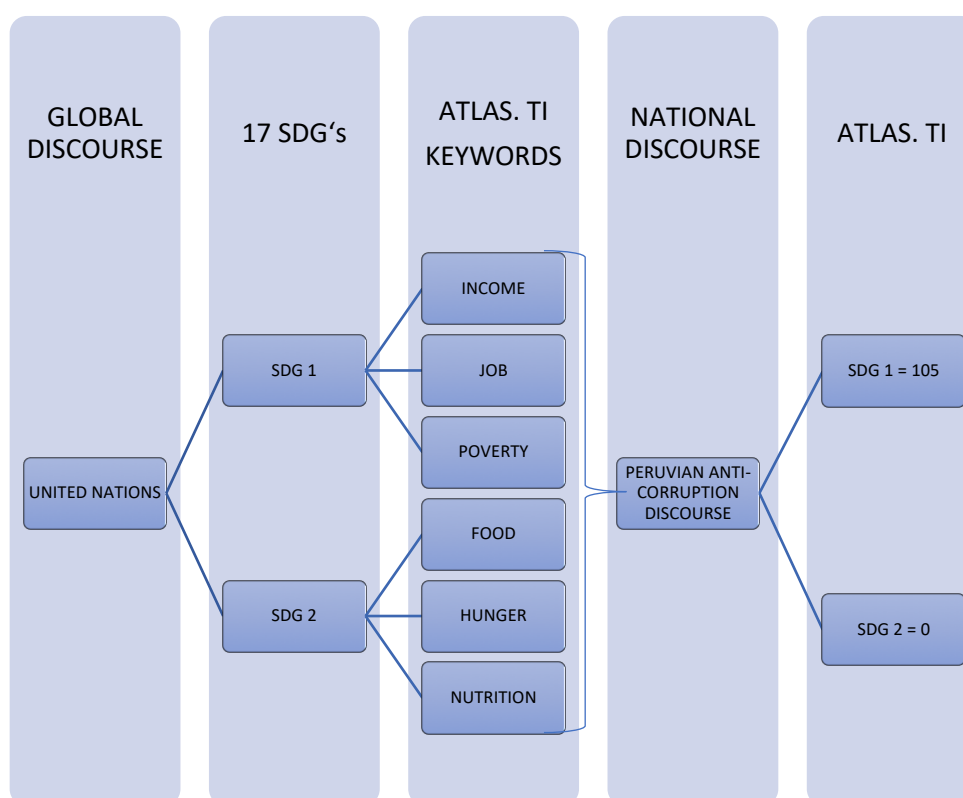 GLOBAL
DISCOURSE
17 SDG‘s
ATLAS. TI
KEYWORDS
NATIONAL
DISCOURSE
ATLAS. TI
UNITED NATIONS
SDG 1
SDG 2
INCOME
JOB
POVERTY
FOOD
HUNGER
NUTRITION
PERUVIAN ANTI-
CORRUPTION
DISCOURSE
SDG 1 = 105
SDG 2 = 0